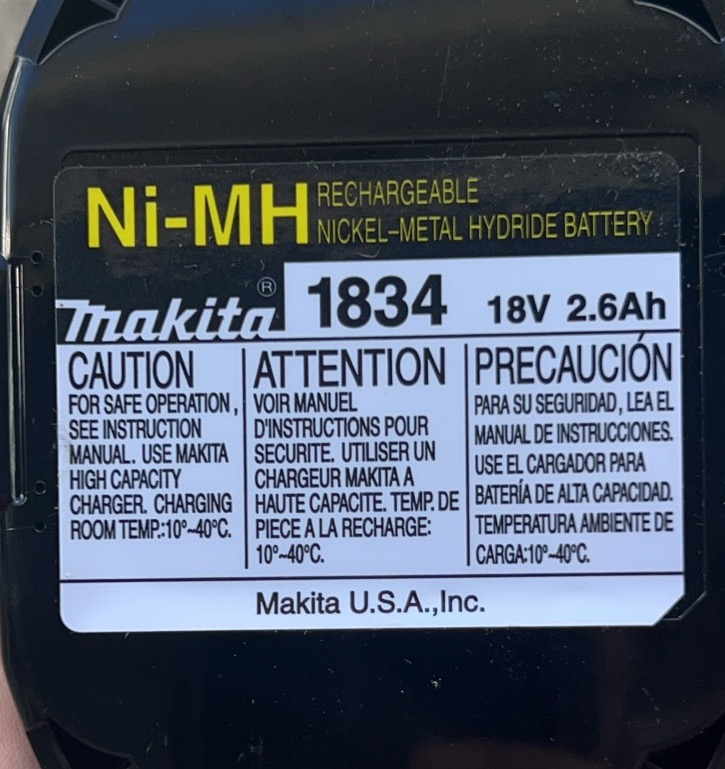 Ni-MH RECHARGEABLE
NICKEL-METAL HYDRIDE BATTERY
makita® 1834 18V 2.6Ah
CAUTION
FOR SAFE OPERATION,
SEE INSTRUCTION
MANUAL. USE MAKITA
HIGH CAPACITY
CHARGER. CHARGING
ROOM TEMP.:10°~40°C.
ATTENTION
VOIR MANUEL
D'INSTRUCTIONS POUR
SECURITE. UTILISER UN
CHARGEUR MAKITA A
HAUTE CAPACITE. TEMP. DE
PIECE A LA RECHARGE:
10°~40°C.
PRECAUCIÓN
PARA SU SEGURIDAD, LEA EL
MANUAL DE INSTRUCCIONES.
USE EL CARGADOR PARA
BATERÍA DE ALTA CAPACIDAD.
TEMPERATURA AMBIENTE DE
CARGA:10°~40°C.
Makita U.S.A.,Inc.